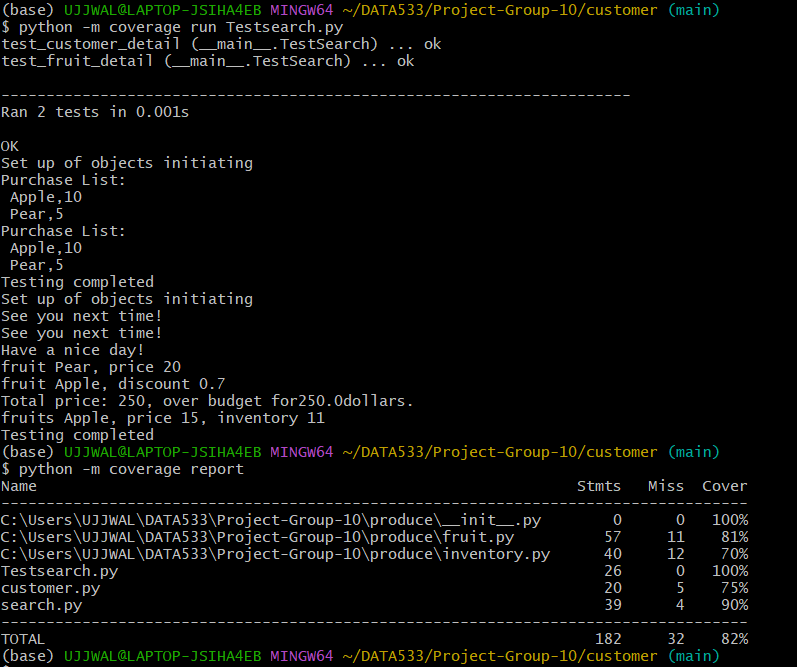 (base) UJJWAL@LAPTOP-JSIHA4EB MINGW64 ~/DATA533/Project-Group-10/customer (main)
$ python -m coverage run Testsearch.py
test_customer_detail (__main__.TestSearch) ... ok
test_fruit_detail (__main__.TestSearch) ... ok
----------------------------------------------------------------------
Ran 2 tests in 0.001s
OK
Set up of objects initiating
Purchase List:
 Apple,10
 Pear,5
Purchase List:
 Apple,10
 Pear,5
Testing completed
Set up of objects initiating
See you next time!
See you next time!
Have a nice day!
fruit Pear, price 20
fruit Apple, discount 0.7
Total price: 250, over budget for250.0dollars.
fruits Apple, price 15, inventory 11
Testing completed
(base) UJJWAL@LAPTOP-JSIHA4EB MINGW64 ~/DATA533/Project-Group-10/customer (main)
$ python -m coverage report
Name                                                            Stmts   Miss  Cover
-----------------------------------------------------------------------------------
C:\Users\UJJWAL\DATA533\Project-Group-10\produce\__init__.py        0      0   100%
C:\Users\UJJWAL\DATA533\Project-Group-10\produce\fruit.py          57     11    81%
C:\Users\UJJWAL\DATA533\Project-Group-10\produce\inventory.py      40     12    70%
Testsearch.py                                                      26      0   100%
customer.py                                                        20      5    75%
search.py                                                          39      4    90%
-----------------------------------------------------------------------------------
TOTAL                                                             182     32    82%
(base) UJJWAL@LAPTOP-JSIHA4EB MINGW64 ~/DATA533/Project-Group-10/customer (main)